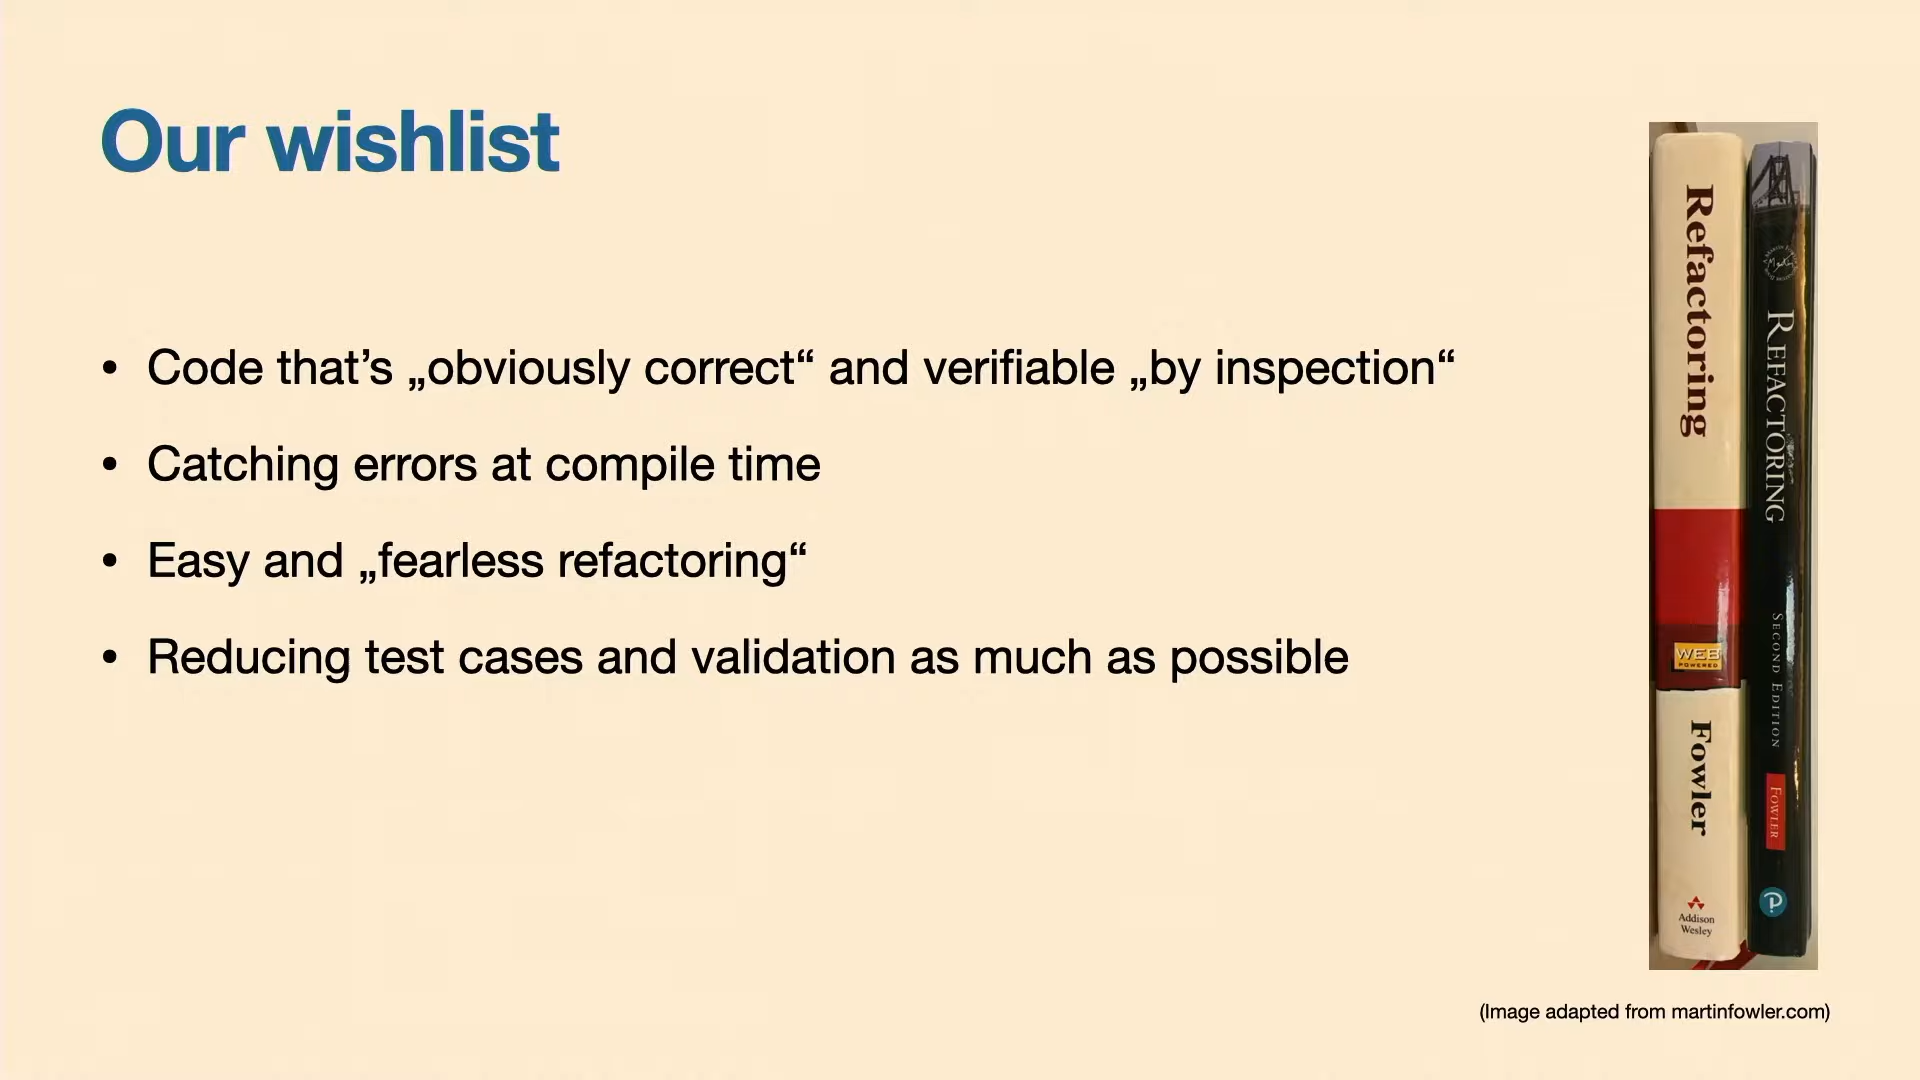 Our wishlist
• Code that’s „obviously correct“ and verifiable „by inspection“
• Catching errors at compile time
• Easy and „fearless refactoring“
• Reducing test cases and validation as much as possible
Refactoring
WEB
POWERED
Fowler
Addison
Wesley
REFACTORING
SECOND EDITION
FOWLER
P
(Image adapted from martinfowler.com)